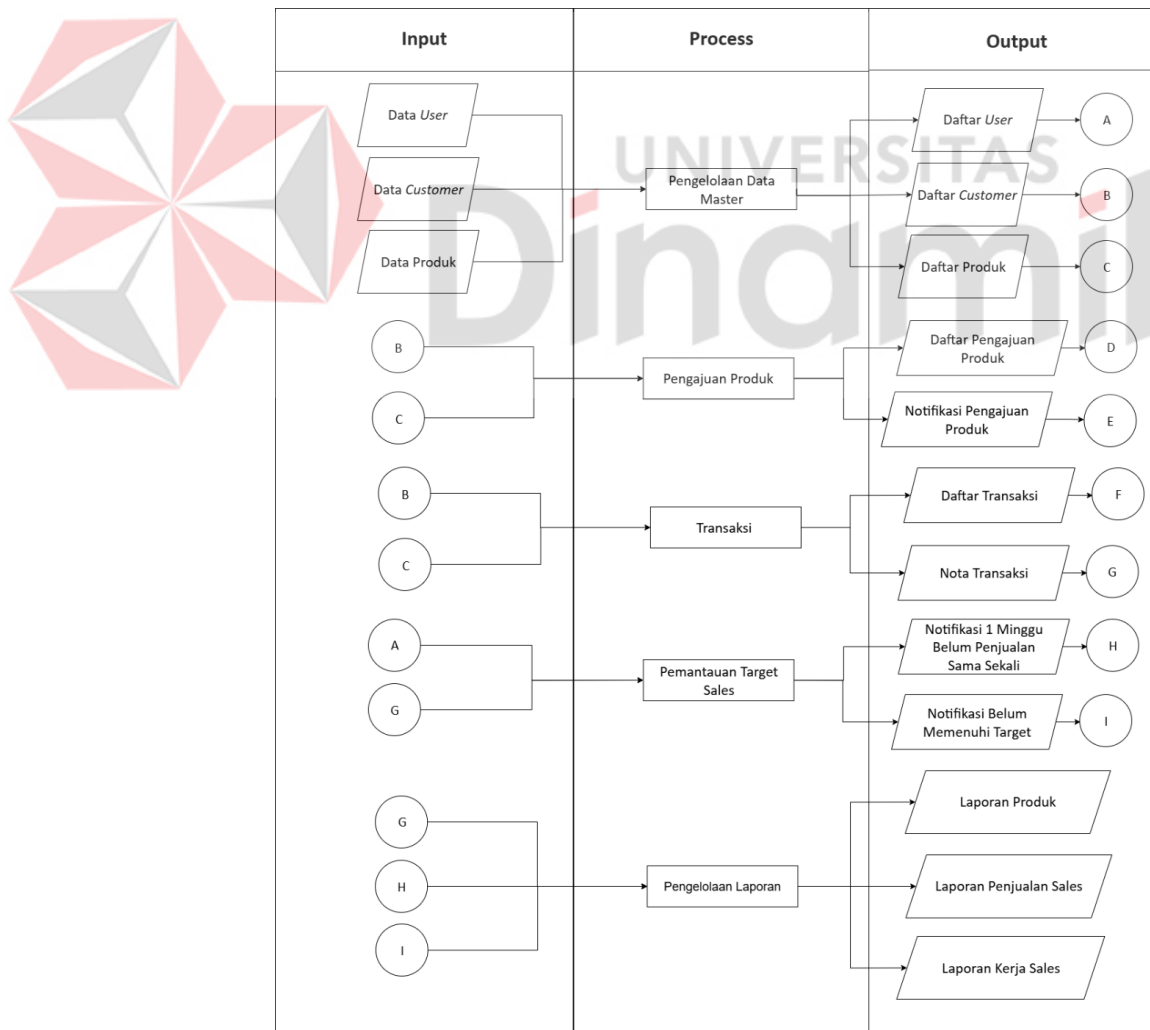 Input
Process
Output
Data User
Data Customer
Data Produk
Pengelolaan Data
Master
Daftar User
A
Daftar Customer
B
Daftar Produk
C
B
C
Pengajuan Produk
Daftar Pengajuan
Produk
D
Notifikasi Pengajuan
Produk
E
B
C
Transaksi
Daftar Transaksi
F
Nota Transaksi
G
A
G
Pemantauan Target
Sales
Notifikasi 1 Minggu
Belum Penjualan
Sama Sekali
H
Notifikasi Belum
Memenuhi Target
I
G
H
I
Pengelolaan Laporan
Laporan Produk
Laporan Penjualan Sales
Laporan Kerja Sales
UNIVERSITAS